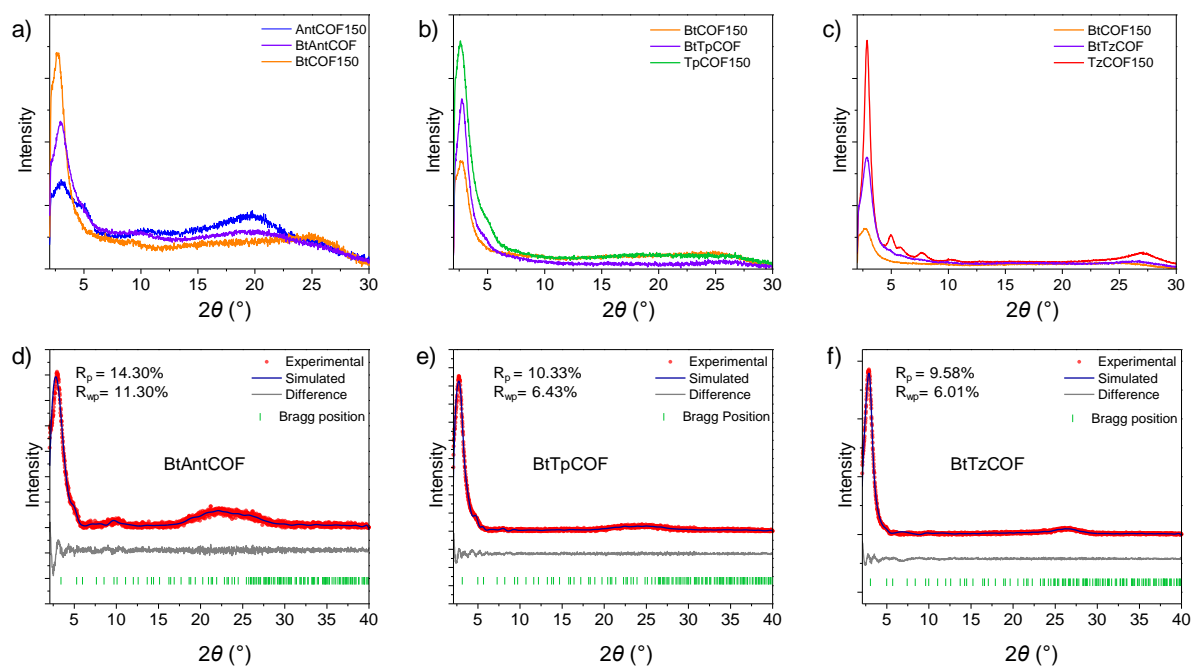 a)
AntCOF150
BtAntCOF
BtCOF150
Intensity
5 10 15 20 25 30
2θ (°)
b)
BtCOF150
BtTpCOF
TpCOF150
Intensity
5 10 15 20 25 30
2θ (°)
c)
BtCOF150
BtTzCOF
TzCOF150
Intensity
5 10 15 20 25 30
2θ (°)
d)
Rp = 14.30%
Rwp= 11.30%
Experimental
Simulated
Difference
Bragg Position
BtAntCOF
Intensity
5 10 15 20 25 30 35 40
2θ (°)
e)
Rp = 10.33%
Rwp= 6.43%
Experimental
Simulated
Difference
Bragg Position
BtTpCOF
Intensity
5 10 15 20 25 30 35 40
2θ (°)
f)
Rp = 9.58%
Rwp= 6.01%
Experimental
Simulated
Difference
Bragg position
BtTzCOF
Intensity
5 10 15 20 25 30 35 40
2θ (°)